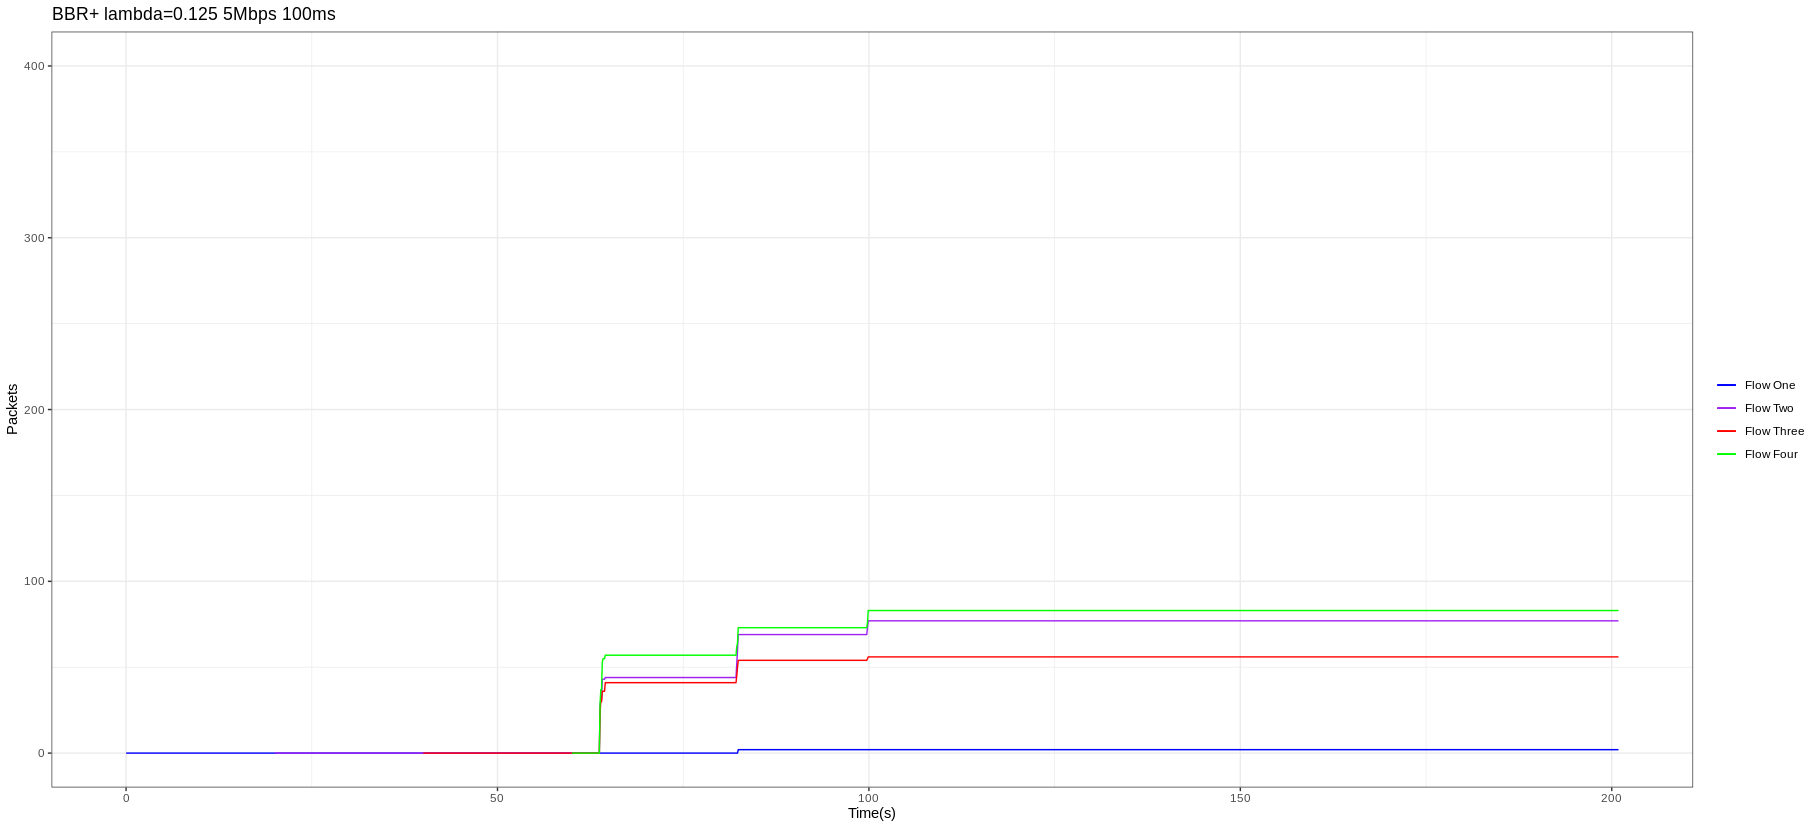 BBR+ lambda=0.125 5Mbps 100ms
400
300
200
100
0
Packets
0 50 100 150 200
Time(s)
Flow One
Flow Two
Flow Three
Flow Four